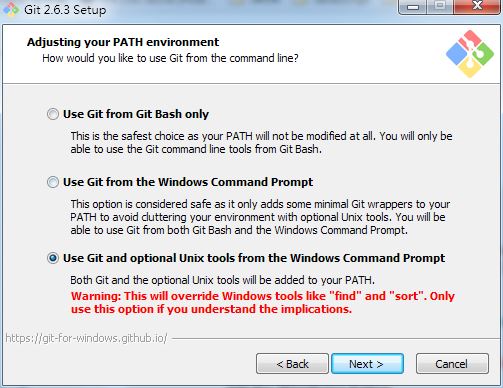 Git 2.6.3 Setup
Adjusting your PATH environment
How would you like to use Git from the command line?
Use Git from Git Bash only
This is the safest choice as your PATH will not be modified at all. You will only be
able to use the Git command line tools from Git Bash.
Use Git from the Windows Command Prompt
This option is considered safe as it only adds some minimal Git wrappers to your
PATH to avoid cluttering your environment with optional Unix tools. You will be
able to use Git from both Git Bash and the Windows Command Prompt.
Use Git and optional Unix tools from the Windows Command Prompt
Both Git and the optional Unix tools will be added to your PATH.
Warning: This will override Windows tools like "find" and "sort". Only
use this option if you understand the implications.
https://git-for-windows.github.io/
< Back
Next >
Cancel